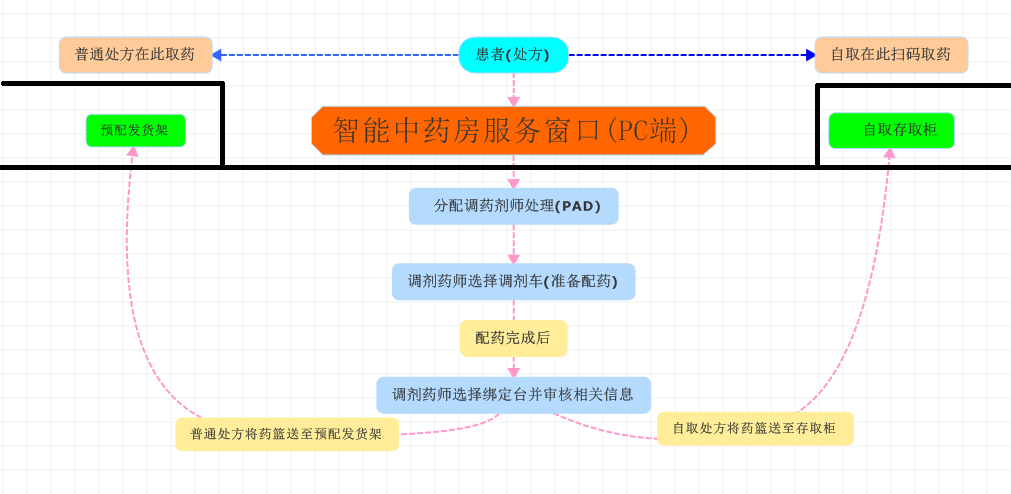 普通处方在此取药
患者(处方)
自取在此扫码取药
预配发货架
智能中药房服务窗口(PC端)
自取存取柜
分配调药剂师处理(PAD)
调剂药师选择调剂车(准备配药)
配药完成后
调剂药师选择绑定台并审核相关信息
普通处方将药篮送至预配发货架
自取处方将药篮送至存取柜